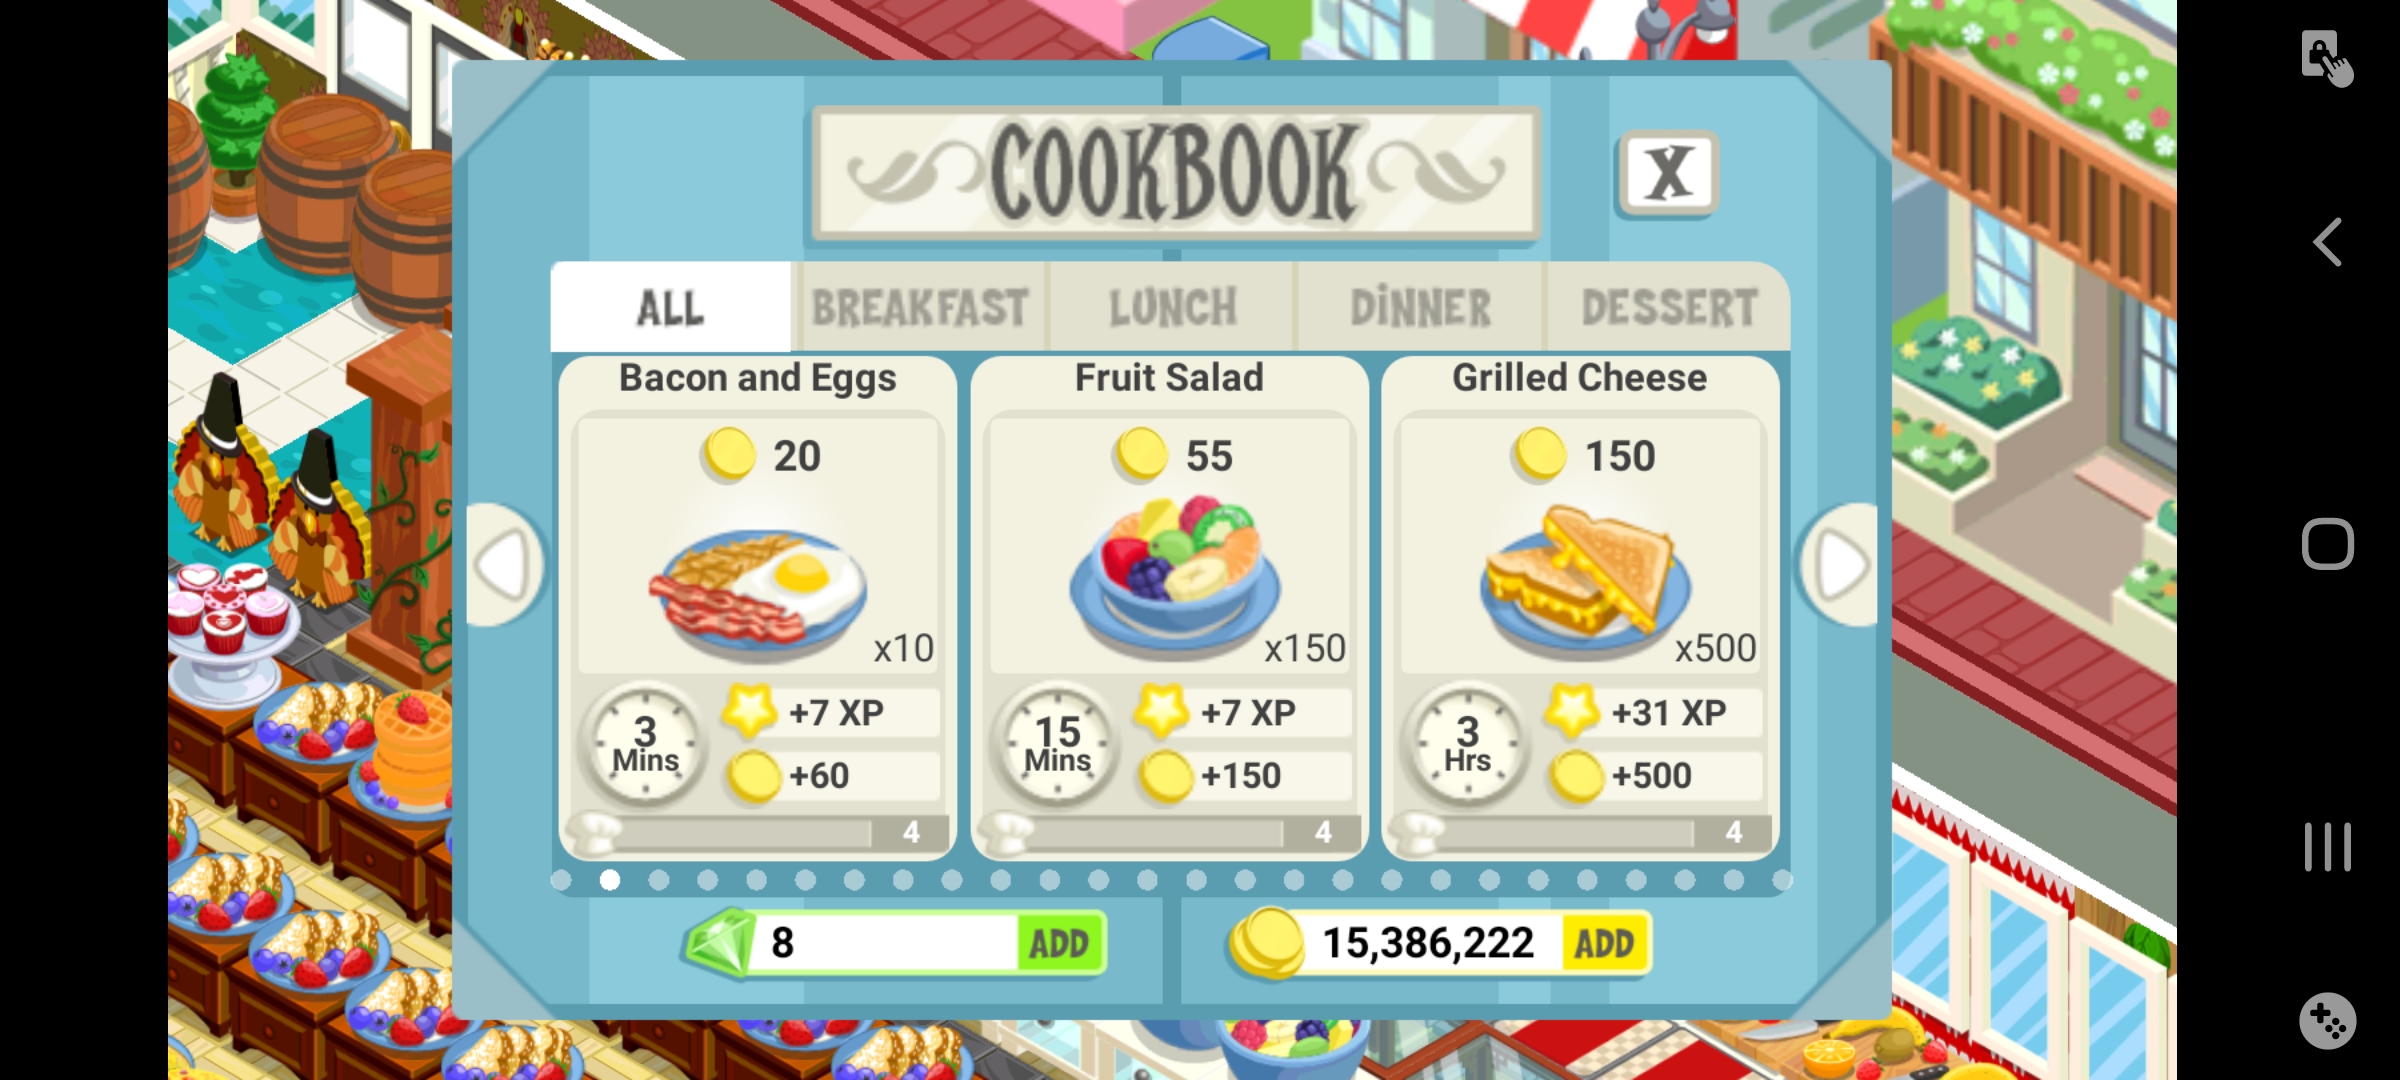 COOKBOOK
X
ALL
BREAKFAST
LUNCH
DINNER
DESSERT
Bacon and Eggs
20
x10
3
Mins
+7 XP
+60
4
Fruit Salad
55
x150
15
Mins
+7 XP
+150
4
Grilled Cheese
150
x500
3
Hrs
+31 XP
+500
4
8
ADD
15,386,222
ADD